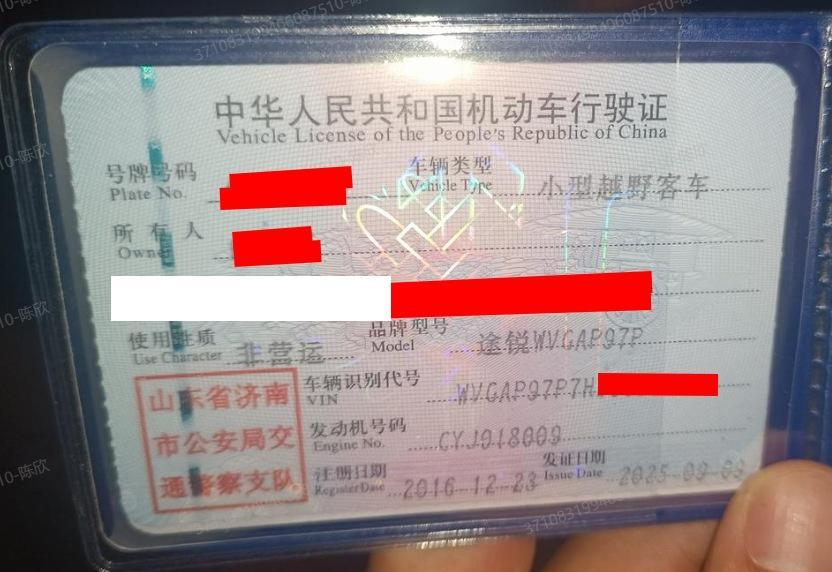 中华人民共和国机动车行驶证
Vehicle License of the People's Republic of China
号牌号码 车辆类型 小型越野客车
Plate No. Vehicle Type
所有人
Owner
使用性质 非营运 品牌型号 途锐WVGAP97P
Use Character Model
山东省济南
市公安局交
通警察支队
车辆识别代号 WVGAP97P7H
VIN
发动机号码 CYJ018009
Engine No.
注册日期 2016-12-23 发证日期
Register Date Issue Date